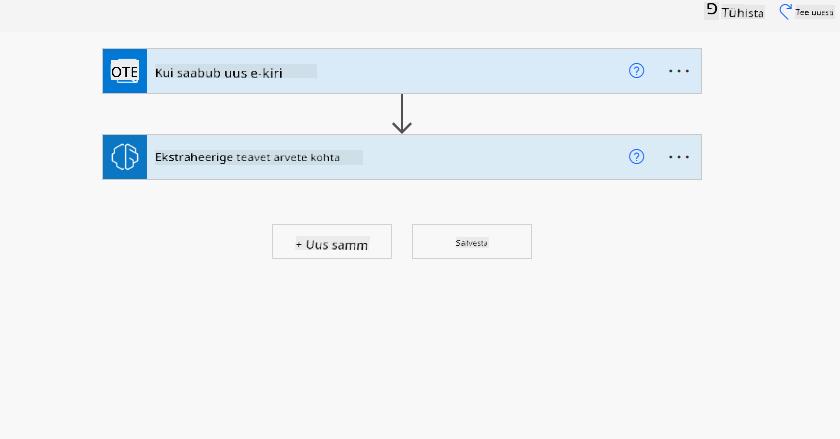 Tühista
Tee uuesti
OTE
Kui saabub uus e-kiri
Ekstraheerige teavet arvete kohta
+ Uus samm
Salvesta